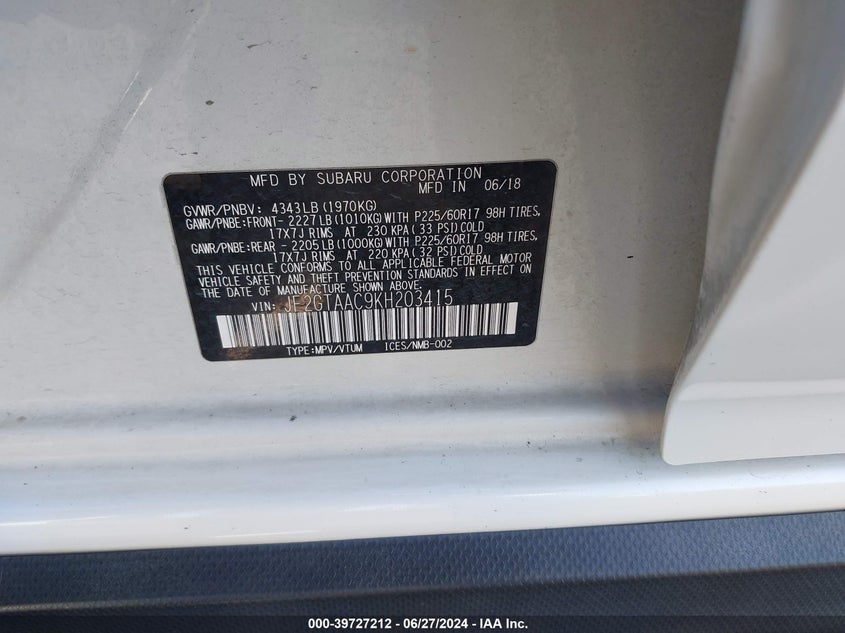 MFD BY SUBARU CORPORATION
MFD IN 06/18
GVWR/PNBV: 4343LB (1970KG)
GAWR/PNBE:FRONT- 2227LB (1010KG) WITH P225/60R17 98H TIRES,
17X7J RIMS AT 230 KPA (33 PSI) COLD
GAWR/PNBE:REAR - 2205LB (1000KG) WITH P225/60R17 98H TIRES,
17X7J RIMS AT 220 KPA (32 PSI) COLD
THIS VEHICLE CONFORMS TO ALL APPLICABLE FEDERAL MOTOR
VEHICLE SAFETY AND THEFT PREVENTION STANDARDS IN EFFECT ON
THE DATE OF MANUFACTURE SHOWN ABOVE.
VIN: JF2GTAAC9KH203415
TYPE:MPV/VTUM ICES/NMB-002
000-39727212 - 06/27/2024 - IAA Inc.